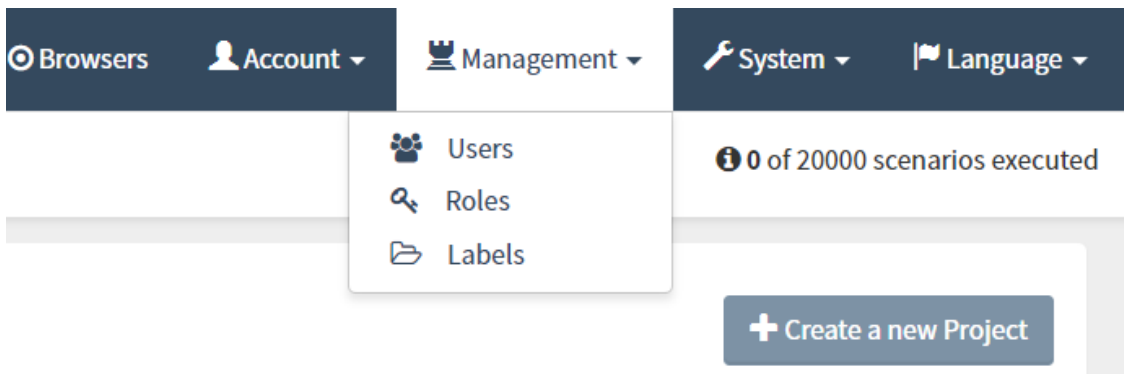 Browsers Account Management System Language
Users
0 of 20000 scenarios executed
Roles
Labels
Create a new Project